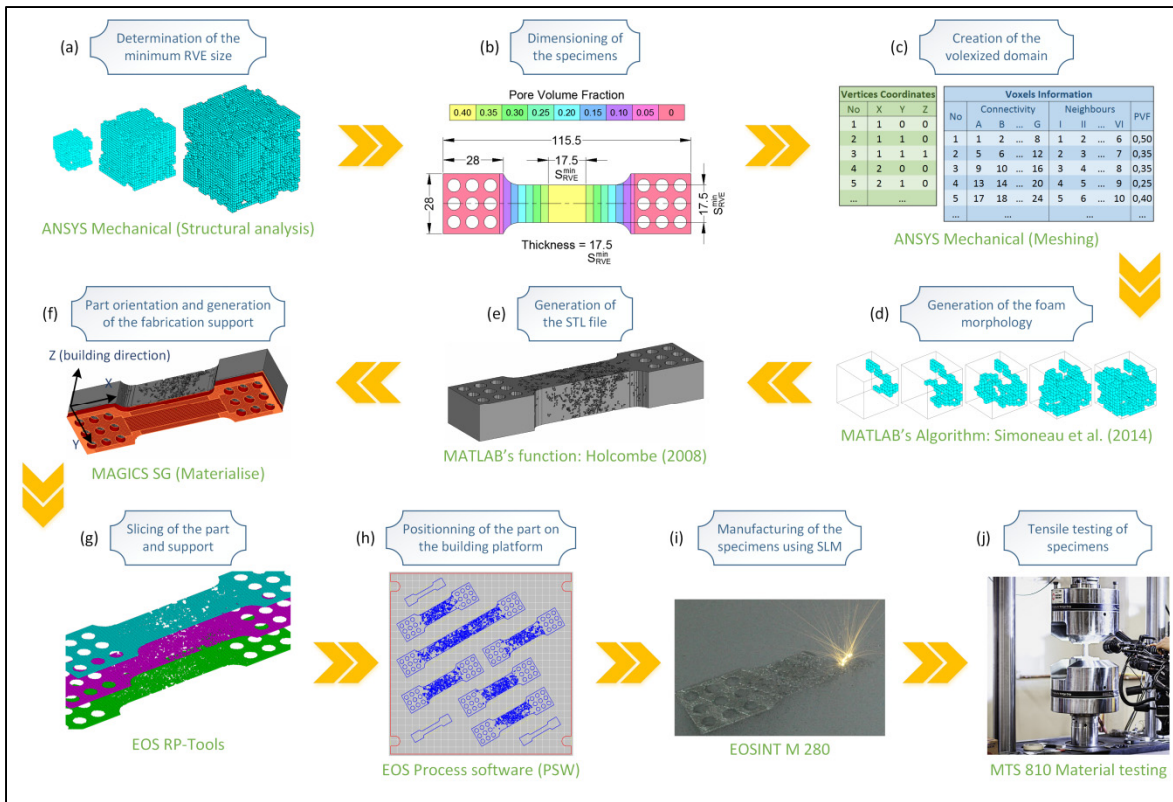 (a)
Determination of the
minimum RVE size
ANSYS Mechanical (Structural analysis)
(b)
Dimensioning of
the specimens
Pore Volume Fraction
0.40 0.35 0.30 0.25 0.20 0.15 0.10 0.05 0
115.5
28 17.5
S_RVE^min
28
17.5
S_RVE^min
Thickness = 17.5
S_RVE^min
(c)
Creation of the
volexized domain
Vertices Coordinates
No X Y Z
1 1 0 0
2 1 1 0
3 1 1 1
4 2 0 0
5 2 1 0
... ...
Voxels Information
No Connectivity Neighbours PVF
A B ... G I II ... VI
1 1 2 ... 8 1 2 ... 6 0,50
2 5 6 ... 12 2 3 ... 7 0,35
3 9 10 ... 16 3 4 ... 8 0,35
4 13 14 ... 20 4 5 ... 9 0,25
5 17 18 ... 24 5 6 ... 10 0,40
... ... ... ...
ANSYS Mechanical (Meshing)
(f)
Part orientation and generation
of the fabrication support
Z (building direction)
X
Y
MAGICS SG (Materialise)
(e)
Generation of
the STL file
MATLAB's function: Holcombe (2008)
(d)
Generation of the foam
morphology
MATLAB's Algorithm: Simoneau et al. (2014)
(g)
Slicing of the part
and support
EOS RP-Tools
(h)
Positionning of the part on
the building platform
EOS Process software (PSW)
(i)
Manufacturing of the
specimens using SLM
EOSINT M 280
(j)
Tensile testing of
specimens
MTS 810 Material testing